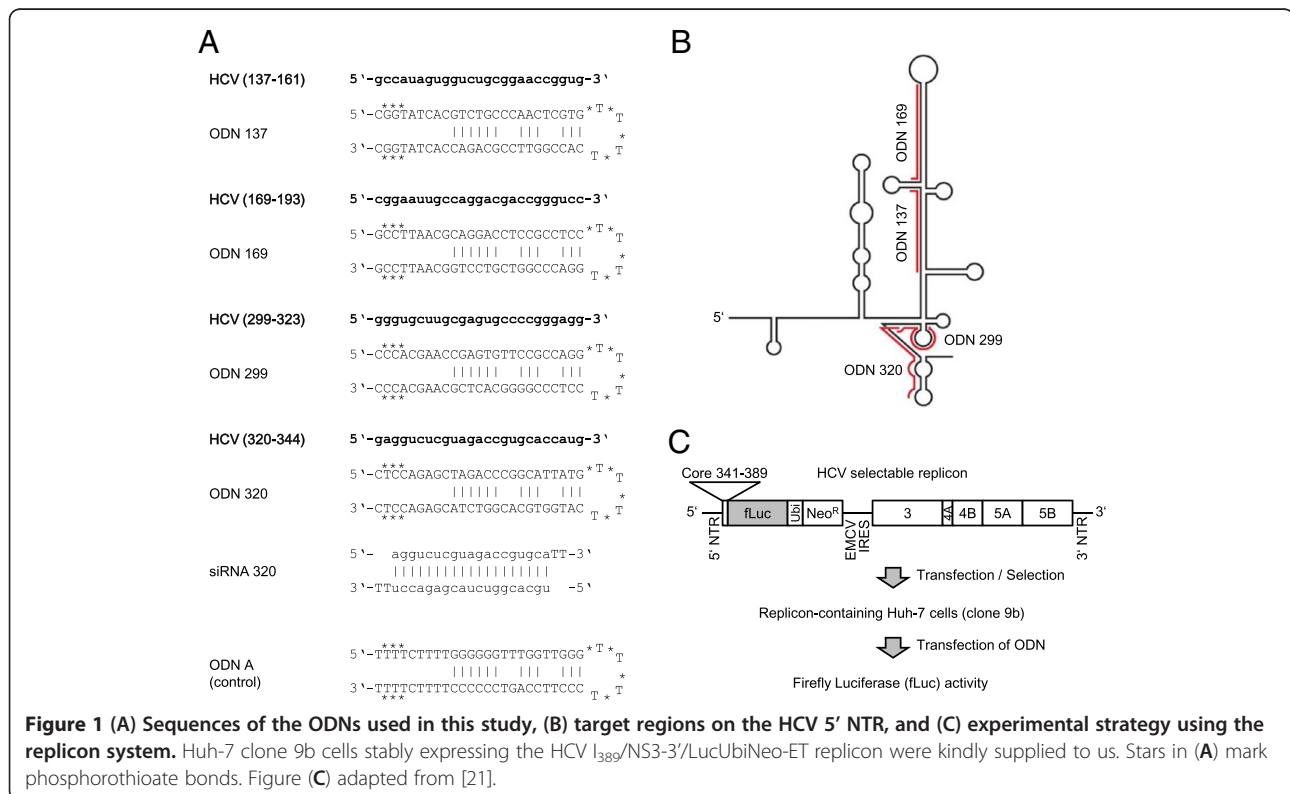 A
HCV (137-161)
5‘-gccauaguggucugcggaaccggug-3‘
***
5‘-CGGTATCACGTCTGCCCAACTCGTG *T*T
ODN 137
|||||| ||| ||| *
3‘-CGGTATCACCAGACGCCTTGGCCAC T*T
***
HCV (169-193)
5‘-cggaauugccaggacgaccgggucc-3‘
***
5‘-GCCTTAACGCAGGACCTCCGCCTCC *T*T
ODN 169
|||||| ||| ||| *
3‘-GCCTTAACGGTCCTGCTGGCCCAGG T*T
***
HCV (299-323)
5‘-gggugcuugcgagugccccgggagg-3‘
***
5‘-CCCACGAACCGAGTGTTCCGCCAGG *T*T
ODN 299
|||||| ||| ||| *
3‘-CCCACGAACGCTCACGGGGCCCTCC T*T
***
HCV (320-344)
5‘-gaggucucguagaccgugcaccaug-3‘
***
5‘-CTCCAGAGCTAGACCCGGCATTATG *T*T
ODN 320
|||||| ||| ||| *
3‘-CTCCAGAGCATCTGGCACGTGGTAC T*T
***
5‘- aggucucguagaccgugcaTT-3‘
siRNA 320
|||||||||||||||||||
3‘-TTuccagagcaucuggcacgu -5‘
***
5‘-TTTTCTTTTGGGGGGTTTGGTTGGG *T*T
ODN A
(control)
|||||| ||| ||| *
3‘-TTTTCTTTTCCCCCCTGACCTTCCC T*T
***
B
ODN 169
ODN 137
5‘
ODN 299
ODN 320
C
Core 341-389
HCV selectable replicon
5‘ fLuc Ubi NeoR 3 4A 4B 5A 5B 3‘
5‘ NTR
EMCV
IRES
3‘ NTR
Transfection / Selection
Replicon-containing Huh-7 cells (clone 9b)
Transfection of ODN
Firefly Luciferase (fLuc) activity
Figure 1 (A) Sequences of the ODNs used in this study, (B) target regions on the HCV 5′ NTR, and (C) experimental strategy using the
replicon system. Huh-7 clone 9b cells stably expressing the HCV I389/NS3-3′/LucUbiNeo-ET replicon were kindly supplied to us. Stars in (A) mark
phosphorothioate bonds. Figure (C) adapted from [21].